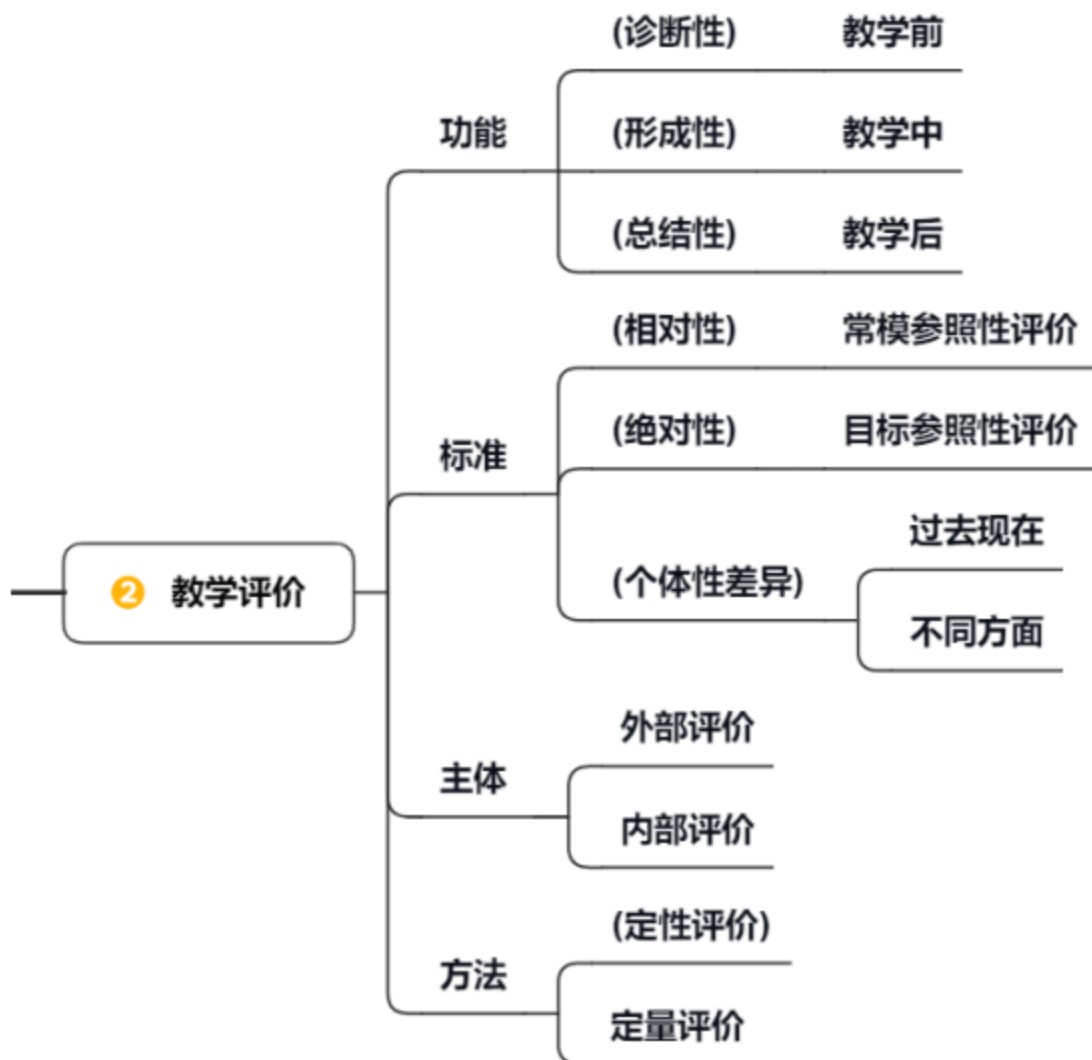 (诊断性) 教学前
功能 (形成性) 教学中
(总结性) 教学后
(相对性) 常模参照性评价
(绝对性) 目标参照性评价
标准
过去现在
(个体性差异)
不同方面
❷ 教学评价
外部评价
主体
内部评价
(定性评价)
方法
定量评价